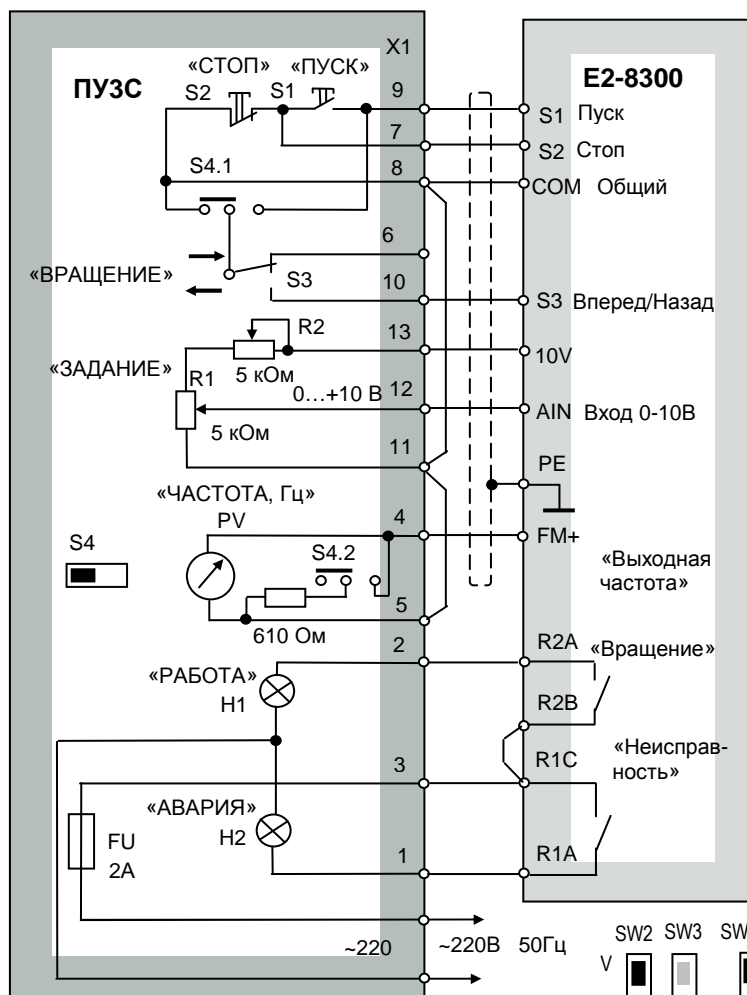 X1
«СТОП» «ПУСК»
ПУ3С
E2-8300
S2 S1 9
S1 Пуск
7
S2 Стоп
S4.1 8
COM Общий
6
«ВРАЩЕНИЕ» S3
10
S3 Вперед/Назад
R2 13
10V
«ЗАДАНИЕ» 5 кОм
R1 0…+10 В 12
AIN Вход 0-10В
5 кОм
11
PE
«ЧАСТОТА, Гц»
PV 4
FM+
S4 S4.2
«Выходная
частота»
5
610 Ом
2 R2A «Вращение»
«РАБОТА»
H1
R2B
3 R1C «Неисправ-
ность»
«АВАРИЯ»
FU H2
2А
1 R1A
~220 ~220В 50Гц
SW2 SW3 SW
V